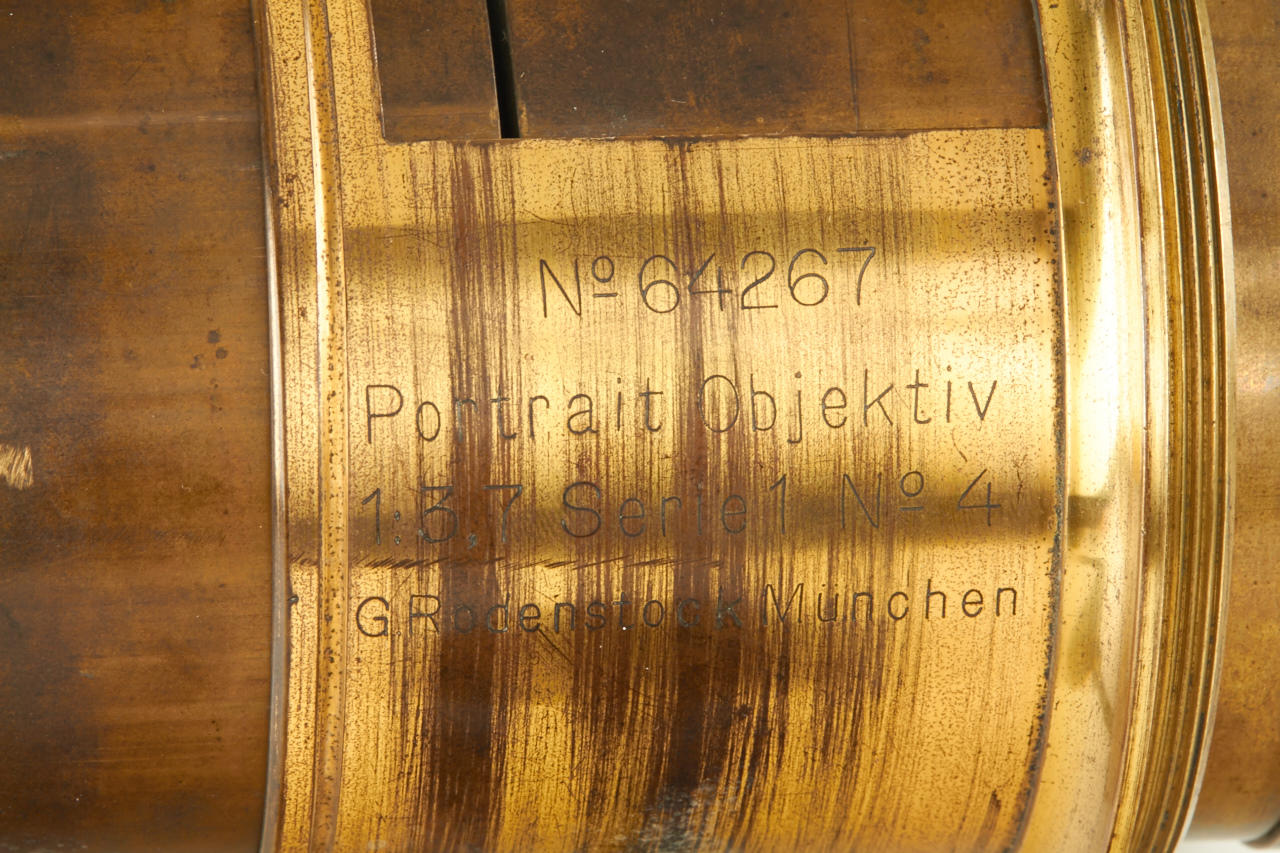 Nº 64267
Portrait Objektiv
1:3,7 Serie 1 Nº 4
G.Rodenstock München